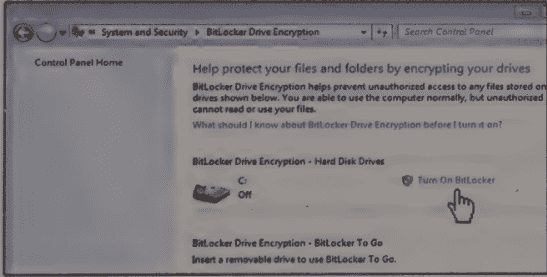 System and Security ▸ BitLocker Drive Encryption
Search Control Panel
Control Panel Home
Help protect your files and folders by encrypting your drives
BitLocker Drive Encryption helps prevent unauthorized access to any files stored on
drives shown below. You are able to use the computer normally, but unauthorized
cannot read or use your files.
What should I know about BitLocker Drive Encryption before I turn it on?
BitLocker Drive Encryption - Hard Disk Drives
C:
Off
Turn On BitLocker
BitLocker Drive Encryption - BitLocker To Go
Insert a removable drive to use BitLocker To Go.